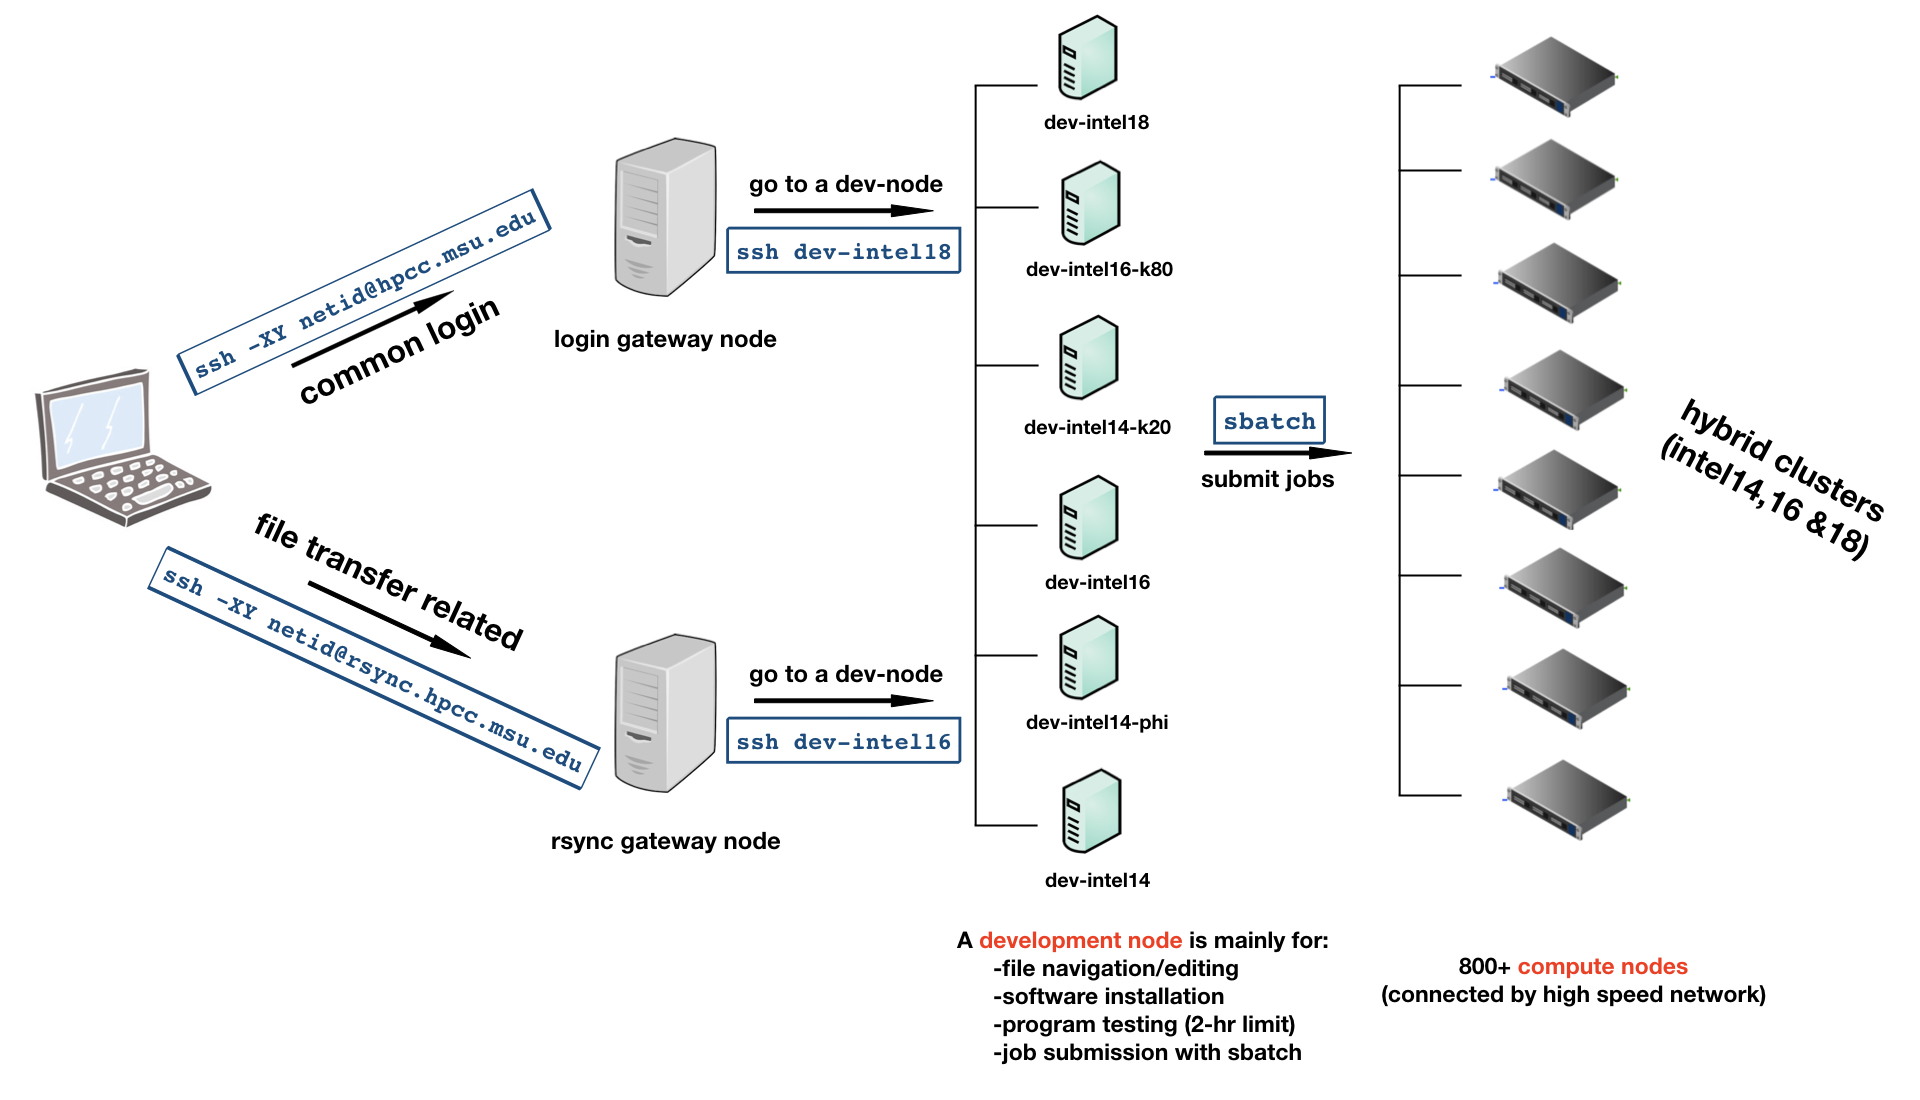 ssh -XY netid@hpcc.msu.edu
common login
file transfer related
ssh -XY netid@rsync.hpcc.msu.edu
login gateway node
go to a dev-node
ssh dev-intel18
rsync gateway node
go to a dev-node
ssh dev-intel16
dev-intel18
dev-intel16-k80
dev-intel14-k20
dev-intel16
dev-intel14-phi
dev-intel14
A development node is mainly for:
-file navigation/editing
-software installation
-program testing (2-hr limit)
-job submission with sbatch
sbatch
submit jobs
hybrid clusters
(intel14,16 &18)
800+ compute nodes
(connected by high speed network)